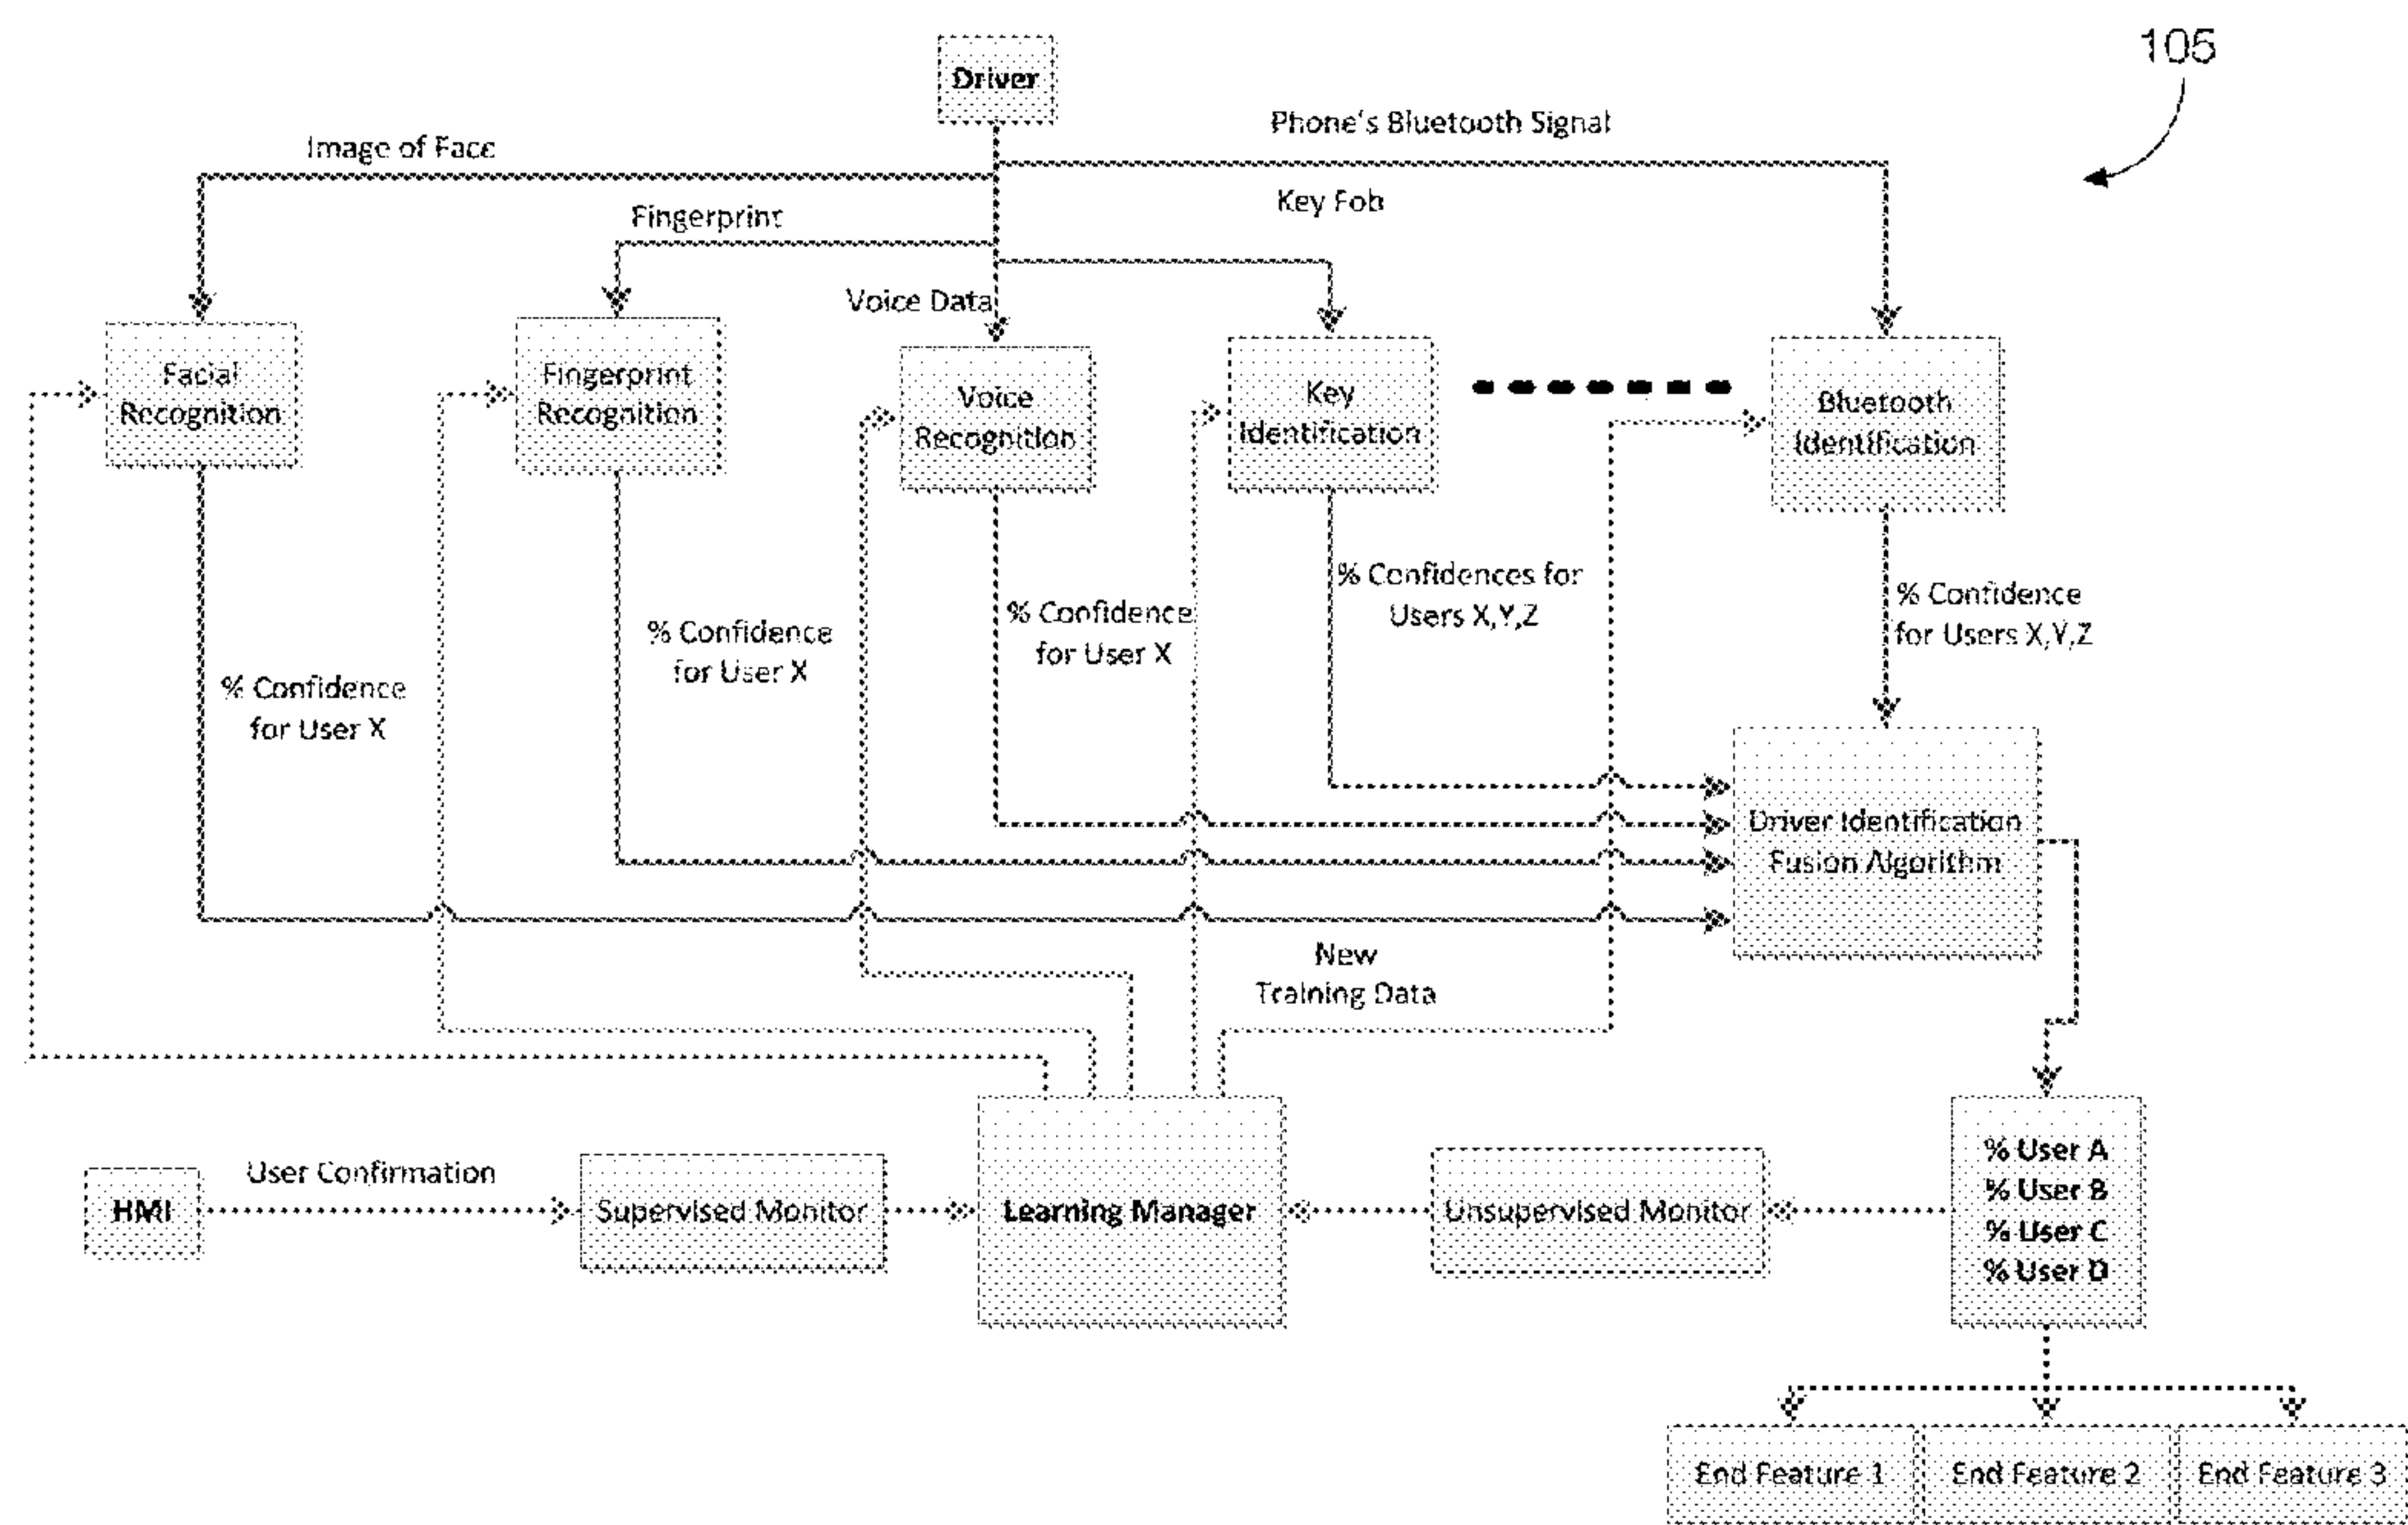 105
Driver
Phone's Bluetooth Signal
Image of Face
Key Fob
Fingerprint
Voice Data
Facial
Recognition
Fingerprint
Recognition
Voice
Recognition
Key
Identification
Bluetooth
Identification
% Confidences for
Users X,Y,Z
% Confidence
for Users X,Y,Z
% Confidence
for User X
% Confidence
for User X
% Confidence
for User X
Driver Identification
Fusion Algorithm
New
Training Data
% User A
% User B
% User C
% User D
User Confirmation
HMI
Supervised Monitor
Learning Manager
Unsupervised Monitor
End Feature 1
End Feature 2
End Feature 3